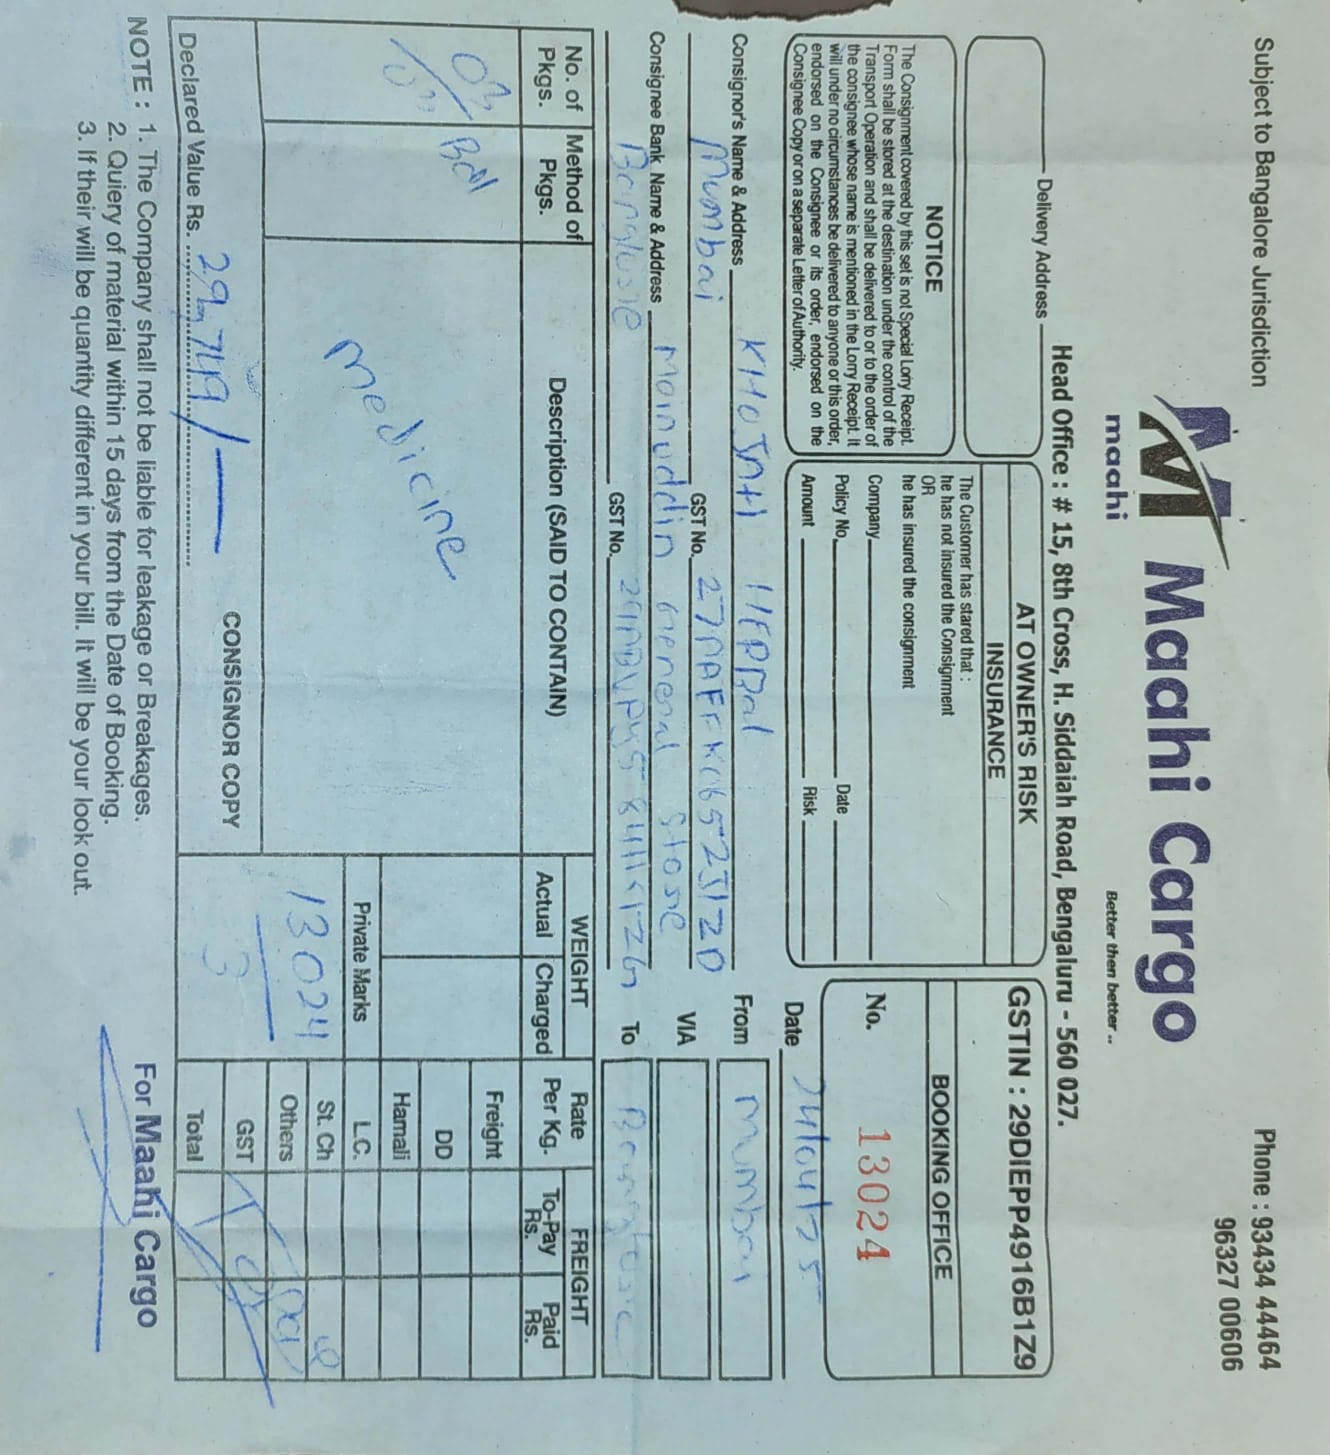 Subject to Bangalore Jurisdiction
Phone : 93434 44464
96327 00606
maahi
Maahi Cargo
Better then better ..
Head Office : # 15, 8th Cross, H. Siddaiah Road, Bengaluru - 560 027.
Delivery Address
NOTICE
The Consignment covered by this set is not Special Lorry Receipt
Form shall be stored at the destination under the control of the
Transport Operation and shall be delivered to or to the order of
the consignee whose name is mentioned in the Lorry Receipt. It
will under no circumstances be delivered to anyone or this order,
endorsed on the Consignee or its order, endorsed on the
Consignee Copy or on a separate Letter of Authority.
AT OWNER'S RISK
INSURANCE
The Customer has stared that :
he has not insured the Consignment
OR
he has insured the consignment
Company
Policy No. Date
Amount Risk
GSTIN : 29DIEPP4916B1Z9
BOOKING OFFICE
No. 13024
Date 24/04/25
Consignor's Name & Address KHOJATI HERBAL
Mumbai GST No.
From Mumbai
VIA
Consignee Bank Name & Address Mainuddin General Store
Banglore GST No.
To Banglore
No. of Pkgs.
Method of Pkgs.
Description (SAID TO CONTAIN)
WEIGHT
Actual Charged
Rate Per Kg.
FREIGHT
To-Pay Rs.
Paid Rs.
03
Medicine
Freight
DD
Hamali
Private Marks
L.C.
13024
3
St. Ch
Others
GST
Total
Declared Value Rs. 29,749/-
CONSIGNOR COPY
NOTE : 1. The Company shall not be liable for leakage or Breakages.
2. Quiery of material within 15 days from the Date of Booking.
3. If their will be quantity different in your bill. It will be your look out.
For Maahi Cargo